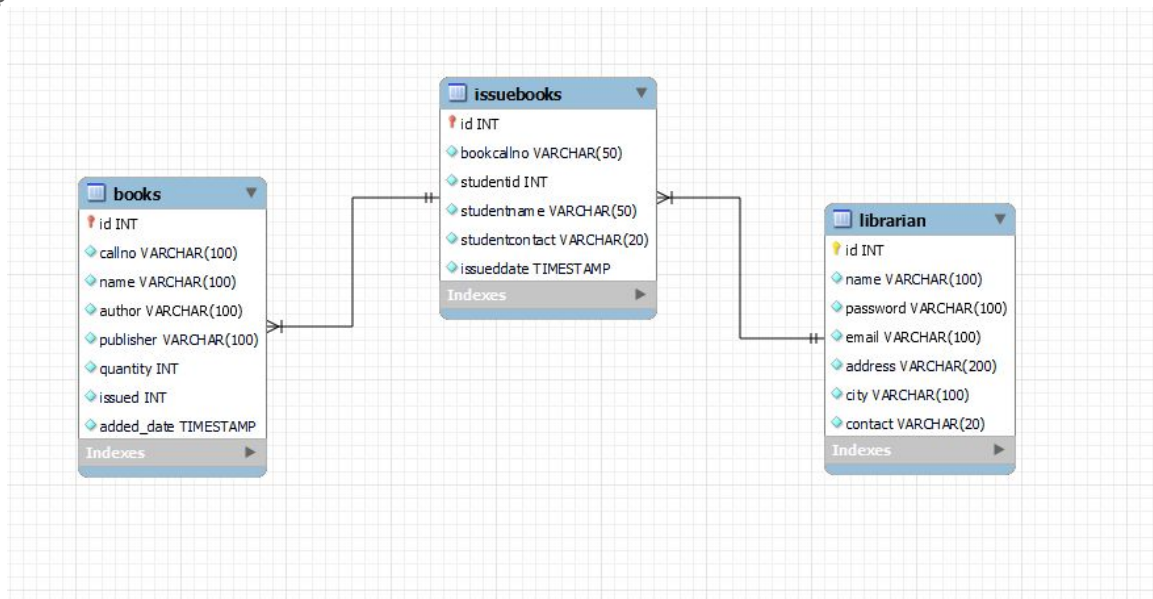 books
id INT
callno VARCHAR(100)
name VARCHAR(100)
author VARCHAR(100)
publisher VARCHAR(100)
quantity INT
issued INT
added_date TIMESTAMP
Indexes
issuebooks
id INT
bookcallno VARCHAR(50)
studentid INT
studentname VARCHAR(50)
studentcontact VARCHAR(20)
issueddate TIMESTAMP
Indexes
librarian
id INT
name VARCHAR(100)
password VARCHAR(100)
email VARCHAR(100)
address VARCHAR(200)
city VARCHAR(100)
contact VARCHAR(20)
Indexes